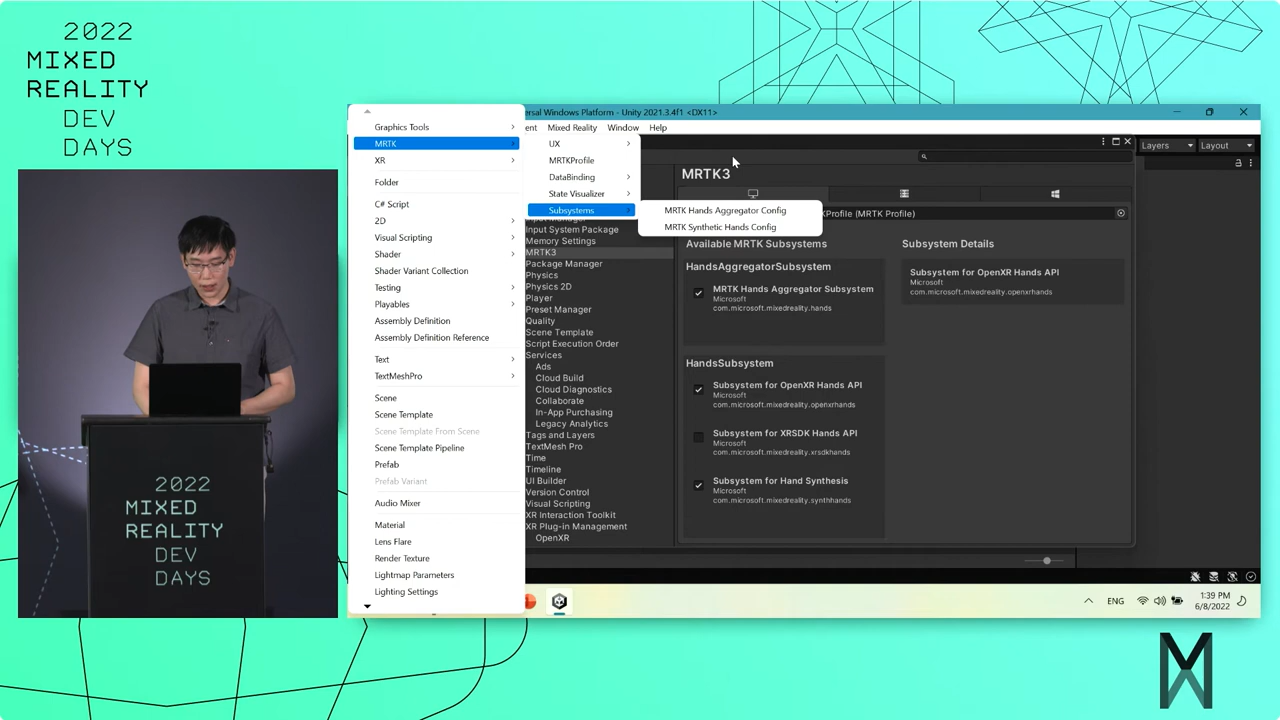 2022
MIXED
REALITY
DEV
DAYS
2022
MIXED
REALITY
DEV
DAYS
ersal Windows Platform - Unity 2021.3.4f1 <DX11>
ent Mixed Reality Window Help
Graphics Tools
MRTK
XR
Folder
C# Script
2D
Visual Scripting
Shader
Shader Variant Collection
Testing
Playables
Assembly Definition
Assembly Definition Reference
Text
TextMeshPro
Scene
Scene Template
Scene Template From Scene
Scene Template Pipeline
Prefab
Prefab Variant
Audio Mixer
Material
Lens Flare
Render Texture
Lightmap Parameters
Lighting Settings
UX
MRTKProfile
DataBinding
State Visualizer
Subsystems
MRTK Hands Aggregator Config
MRTK Synthetic Hands Config
Input System Package
Memory Settings
MRTK3
Package Manager
Physics
Physics 2D
Player
Preset Manager
Quality
Scene Template
Script Execution Order
Services
Ads
Cloud Build
Cloud Diagnostics
Collaborate
In-App Purchasing
Legacy Analytics
Tags and Layers
TextMesh Pro
Time
Timeline
UI Builder
Version Control
Visual Scripting
XR Interaction Toolkit
XR Plug-in Management
OpenXR
MRTK3
KProfile (MRTK Profile)
Available MRTK Subsystems
HandsAggregatorSubsystem
MRTK Hands Aggregator Subsystem
Microsoft
com.microsoft.mixedreality.hands
HandsSubsystem
Subsystem for OpenXR Hands API
Microsoft
com.microsoft.mixedreality.openxrhands
Subsystem for XRSDK Hands API
Microsoft
com.microsoft.mixedreality.xrsdkhands
Subsystem for Hand Synthesis
Microsoft
com.microsoft.mixedreality.synthhands
Subsystem Details
Subsystem for OpenXR Hands API
Microsoft
com.microsoft.mixedreality.openxrhands
Layers Layout
ENG
1:39 PM
6/8/2022